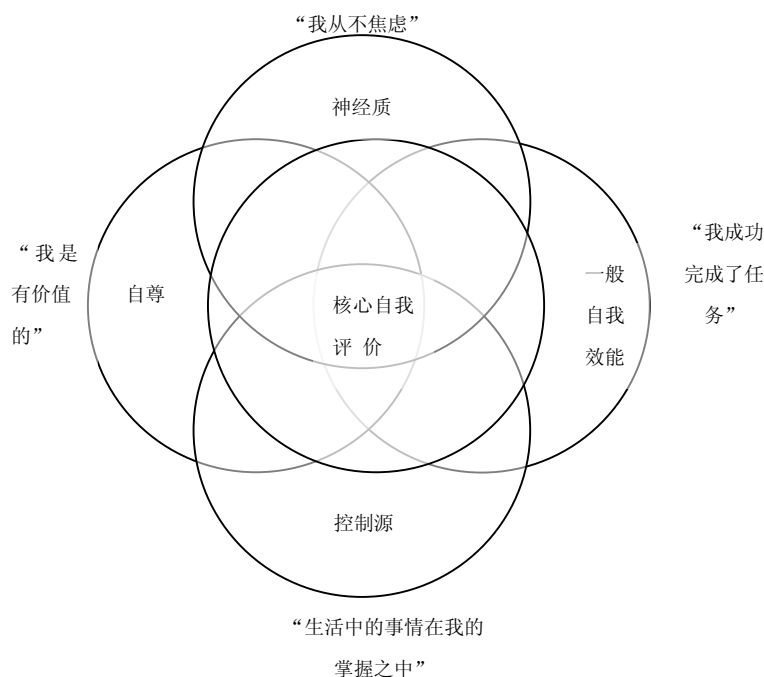 “我从不焦虑”
神经质
“我是
有价值
的”
自尊
核心自我
评 价
一般
自我
效能
“我成功
完成了任
务”
控制源
“生活中的事情在我的
掌握之中”